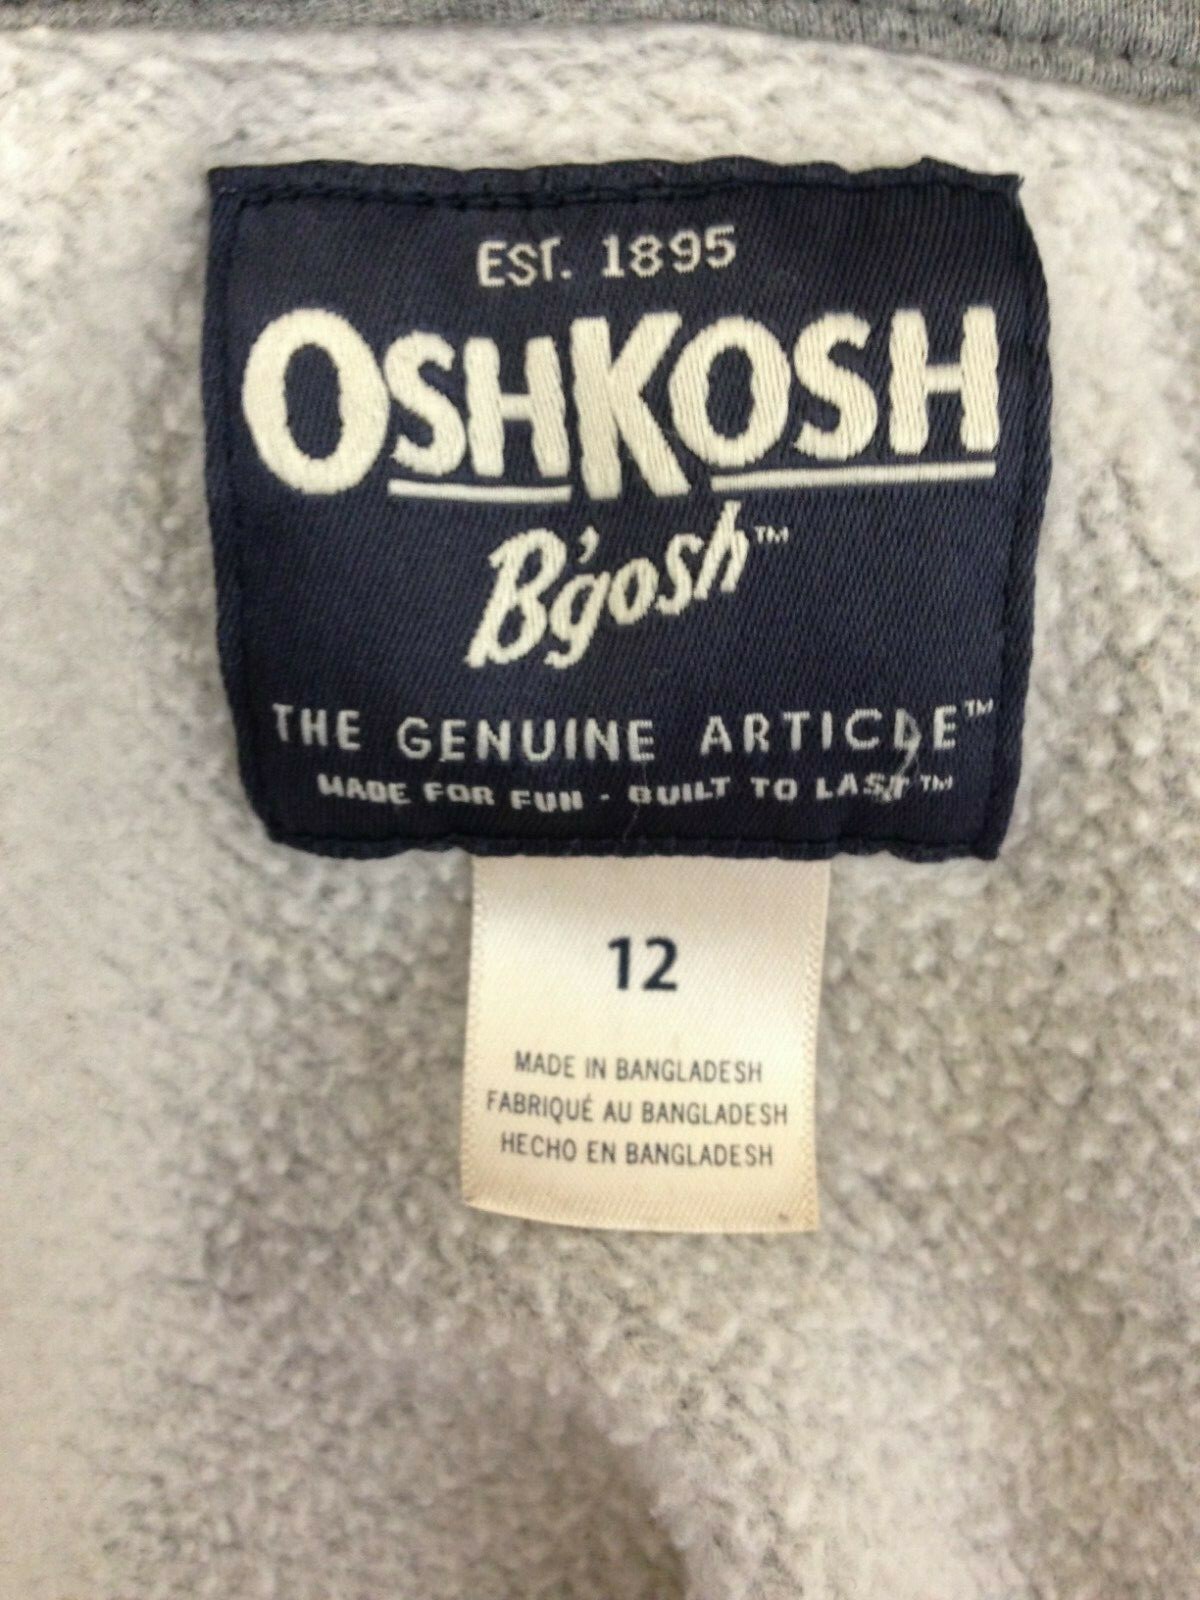 EST. 1895
OSHKOSH
B'gosh™
THE GENUINE ARTICLE™
MADE FOR FUN - BUILT TO LAST™
12
MADE IN BANGLADESH
FABRIQUÉ AU BANGLADESH
HECHO EN BANGLADESH